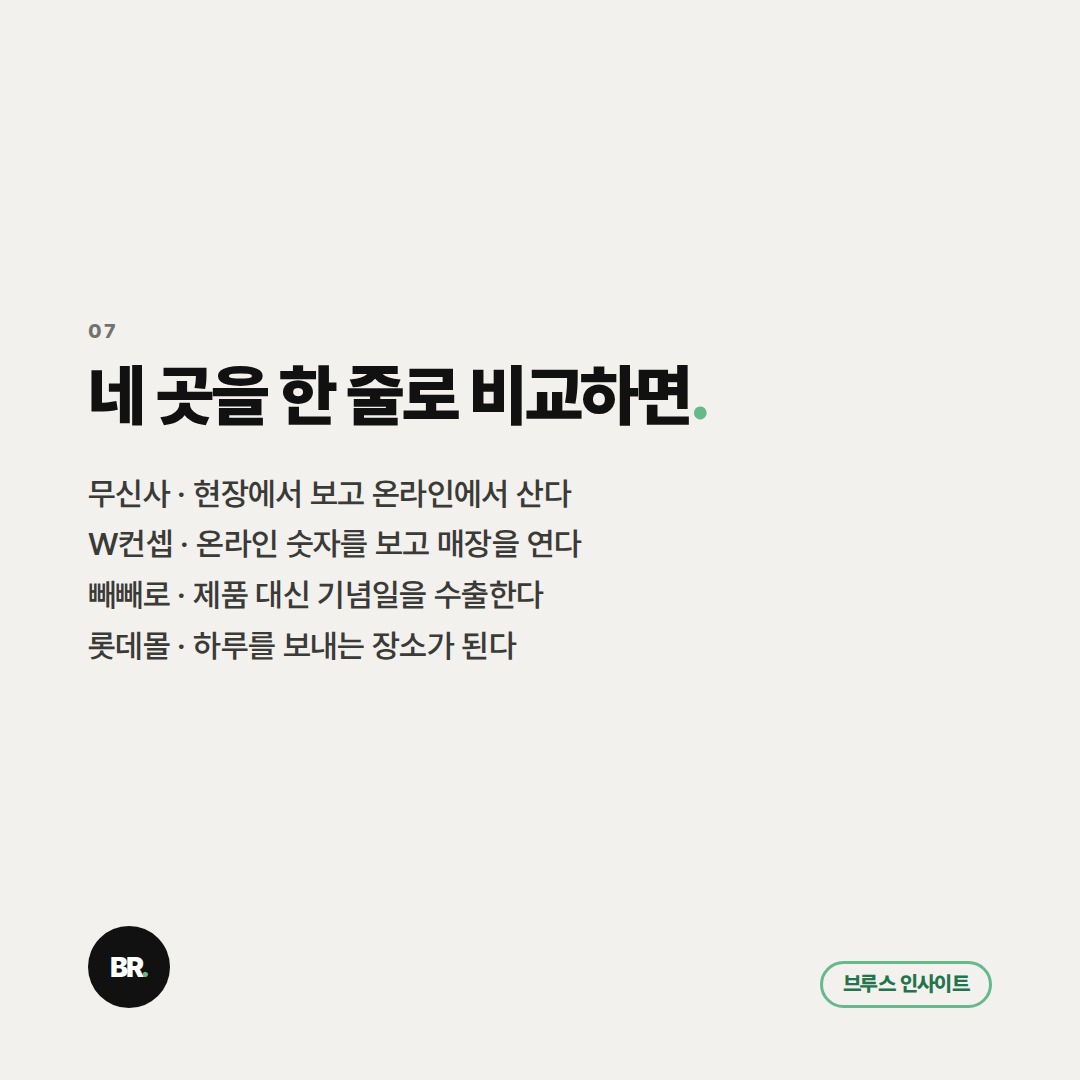 07
네 곳을 한 줄로 비교하면.
무신사 · 현장에서 보고 온라인에서 산다
W컨셉 · 온라인 숫자를 보고 매장을 연다
빼빼로 · 제품 대신 기념일을 수출한다
롯데몰 · 하루를 보내는 장소가 된다
BR.
브루스 인사이트